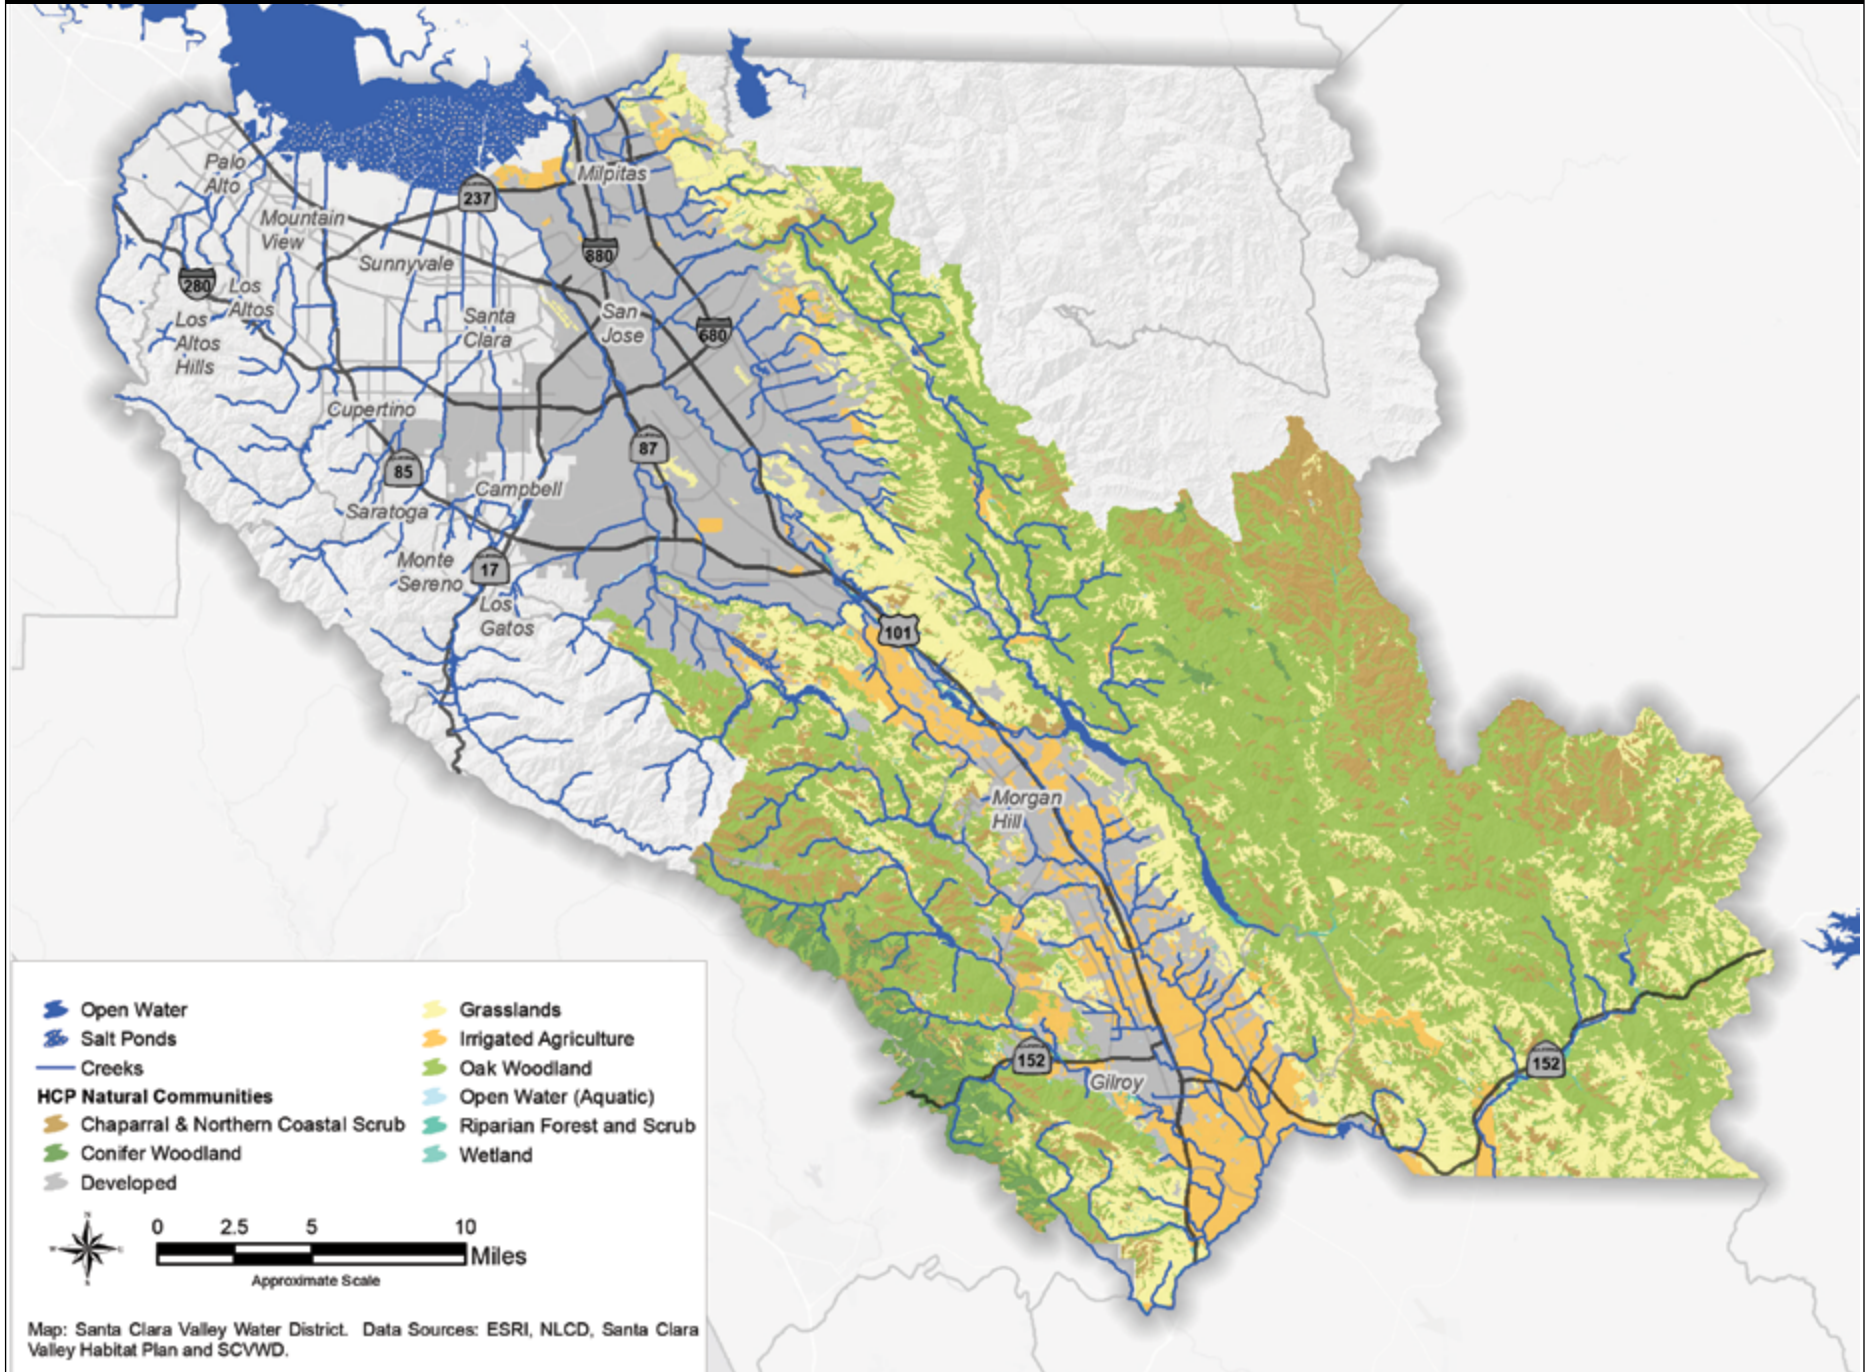 Palo
Alto
Mountain
View
Sunnyvale
237
Milpitas
880
280
Los
Altos
Los
Altos
Hills
Santa
Clara
San
Jose
680
Cupertino
87
85
Campbell
Saratoga
Monte
Sereno
17
Los
Gatos
101
Morgan
Hill
152
Gilroy
152
Open Water
Salt Ponds
Creeks
HCP Natural Communities
Chaparral & Northern Coastal Scrub
Conifer Woodland
Developed
Grasslands
Irrigated Agriculture
Oak Woodland
Open Water (Aquatic)
Riparian Forest and Scrub
Wetland
N
W
E
S
0 2.5 5 10
Miles
Approximate Scale
Map: Santa Clara Valley Water District. Data Sources: ESRI, NLCD, Santa Clara
Valley Habitat Plan and SCVWD.